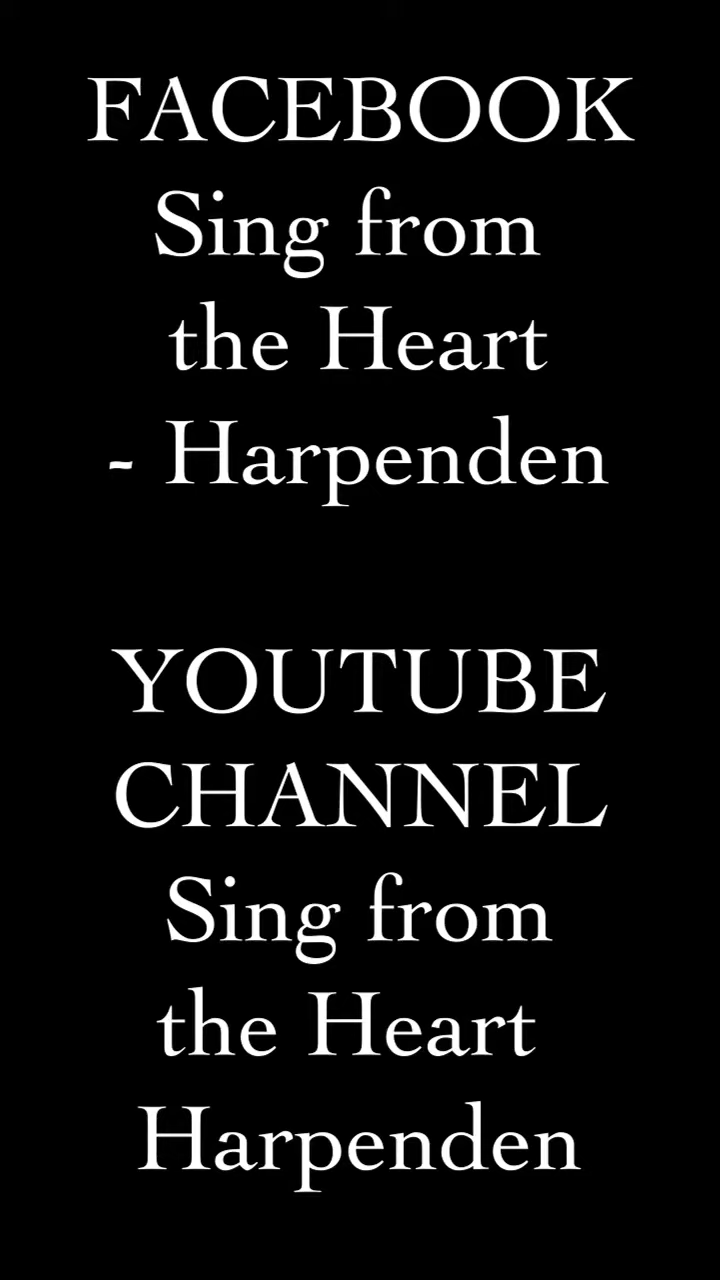 FACEBOOK
Sing from
the Heart
- Harpenden
YOUTUBE
CHANNEL
Sing from
the Heart
Harpenden